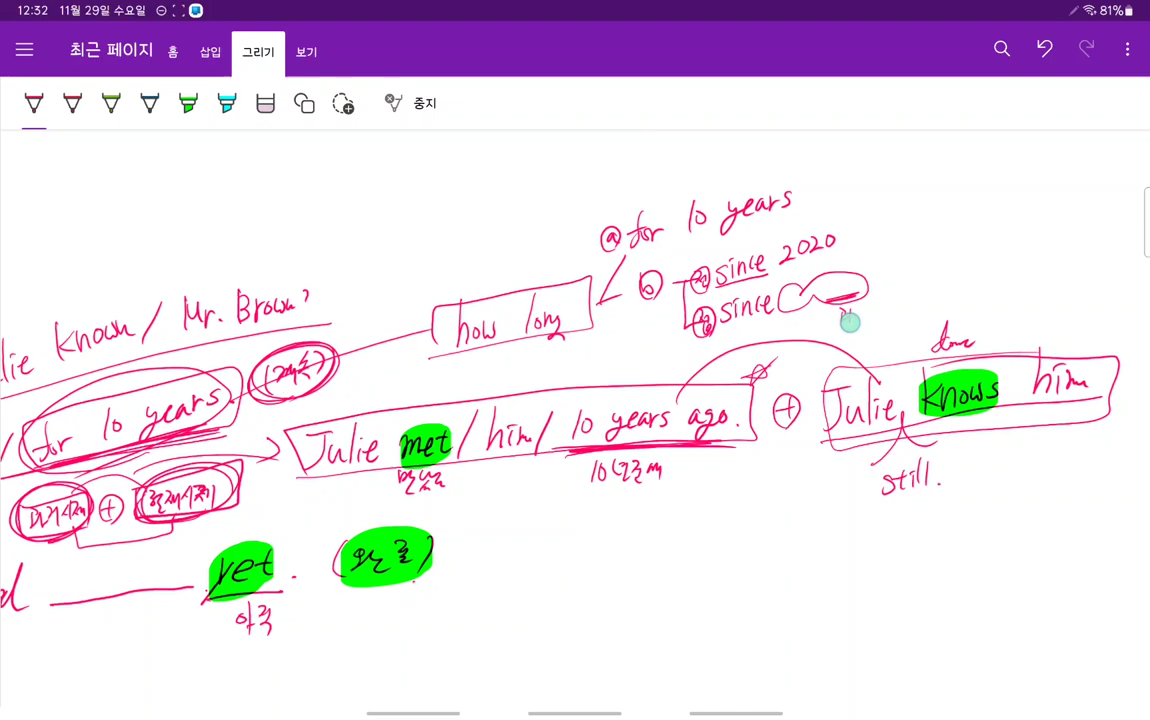 12:32 11월 29일 수요일 81%
최근 페이지 홈 삽입 그리기 보기
중지
ⓐ for 10 years
ⓑ 전 since 2020
since
how long
lie known / Mr. Brown?
/ for 10 years. (계속)
Julie met / him / 10 years ago. ⊕ Julie knows him
만났다 10년 전에 still.
과거시제 ⊕ 현재시제
d yet. (완료)
아직